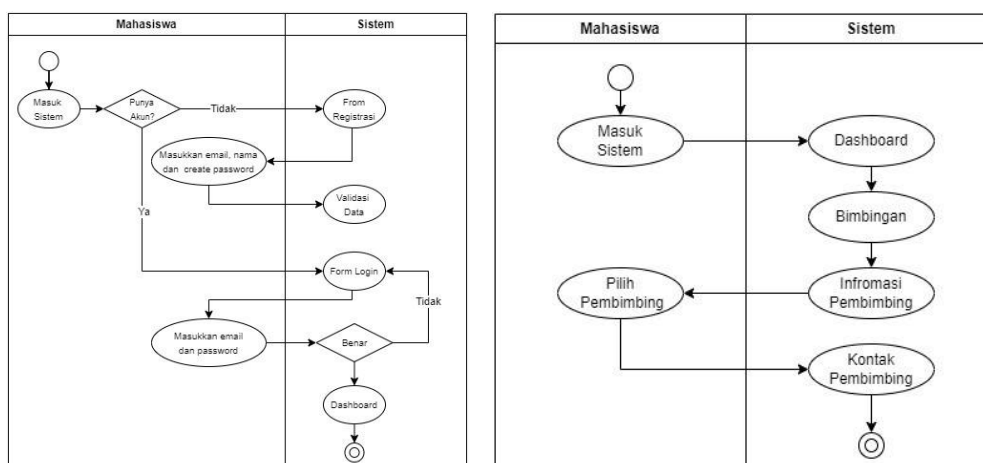 Mahasiswa
Sistem
Masuk
Sistem
Punya
Akun?
Tidak
From
Registrasi
Masukkan email, nama
dan create password
Validasi
Data
Ya
Form Login
Tidak
Masukkan email
dan password
Benar
Dashboard
Mahasiswa
Sistem
Masuk
Sistem
Dashboard
Bimbingan
Pilih
Pembimbing
Infromasi
Pembimbing
Kontak
Pembimbing